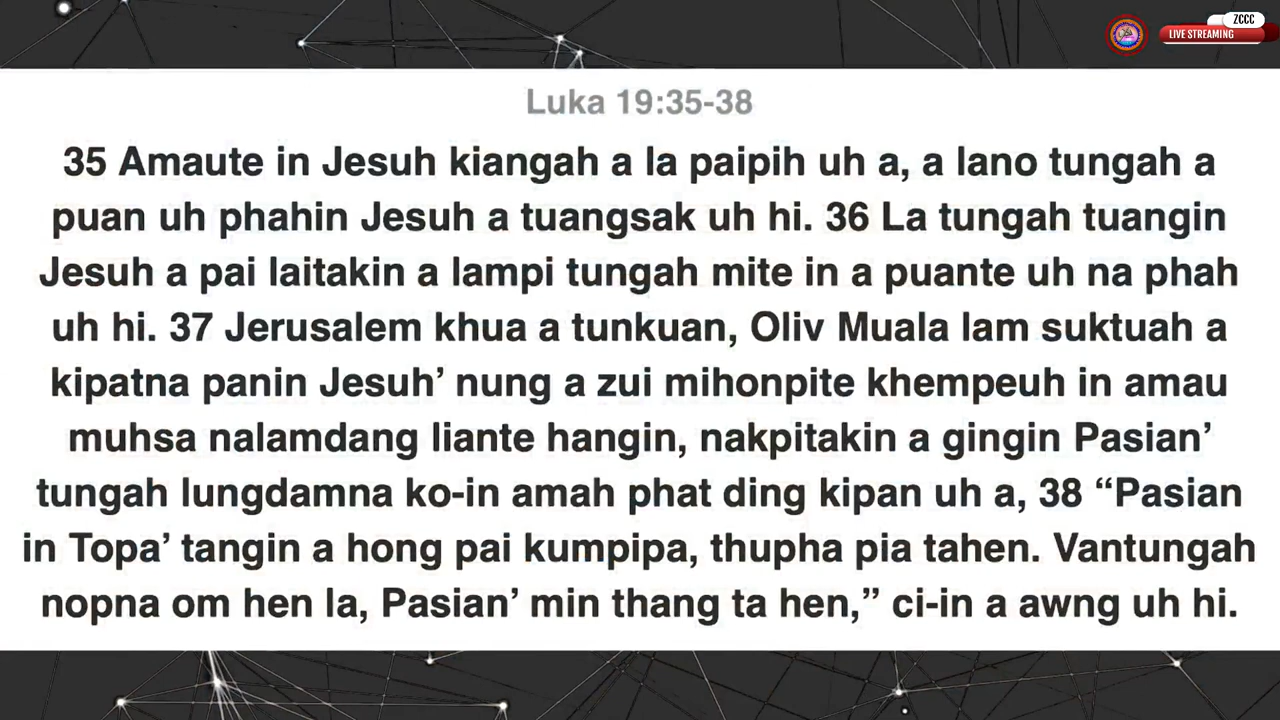 ZCCC
LIVE STREAMING
Luka 19:35-38
35 Amaute in Jesuh kiangah a la paipih uh a, a lano tungah a
puan uh phahin Jesuh a tuangsak uh hi. 36 La tungah tuangin
Jesuh a pai laitakin a lampi tungah mite in a puante uh na phah
uh hi. 37 Jerusalem khua a tunkuan, Oliv Muala lam suktuah a
kipatna panin Jesuh’ nung a zui mihonpite khempeuh in amau
muhsa nalamdang liante hangin, nakpitakin a gingin Pasian’
tungah lungdamna ko-in amah phat ding kipan uh a, 38 “Pasian
in Topa’ tangin a hong pai kumpipa, thupha pia tahen. Vantungah
nopna om hen la, Pasian’ min thang ta hen,” ci-in a awng uh hi.